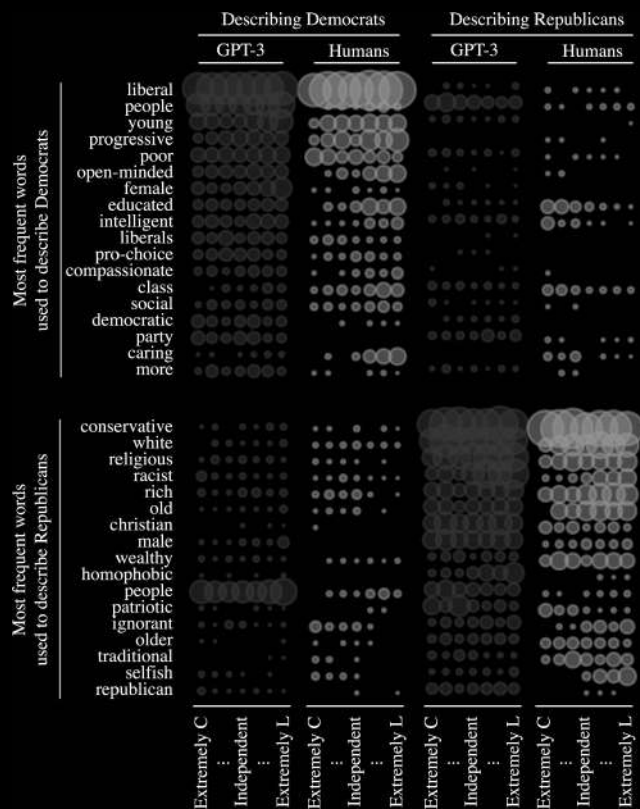 Describing Democrats Describing Republicans
GPT-3 Humans GPT-3 Humans
Most frequent words
used to describe Democrats
liberal
people
young
progressive
poor
open-minded
female
educated
intelligent
liberals
pro-choice
compassionate
class
social
democratic
party
caring
more
Most frequent words
used to describe Republicans
conservative
white
religious
racist
rich
old
christian
male
wealthy
homophobic
people
patriotic
ignorant
older
traditional
selfish
republican
Extremely C
...
Independent
...
Extremely L
Extremely C
...
Independent
...
Extremely L
Extremely C
...
Independent
...
Extremely L
Extremely C
...
Independent
...
Extremely L